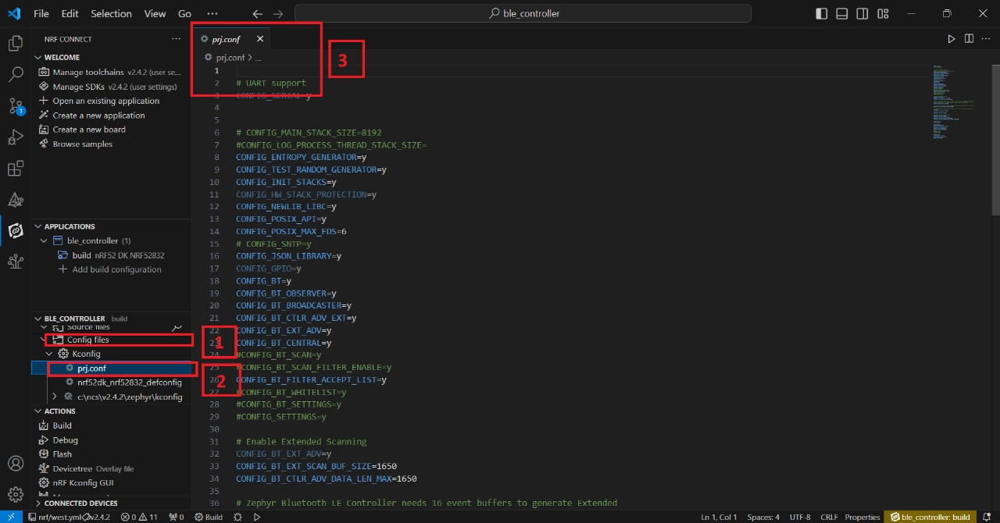 File Edit Selection View Go ··· ble_controller
NRF CONNECT ···
WELCOME
Manage toolchains v2.4.2 (user se...
Manage SDKs v2.4.2 (user settings)
Open an existing application
Create a new application
Create a new board
Browse samples
APPLICATIONS
ble_controller (1)
build nRF52 DK NRF52832
Add build configuration
BLE_CONTROLLER build
Source files
Config files
Kconfig
prj.conf
nrf52dk_nrf52832_defconfig
c:\ncs\v2.4.2\zephyr\kconfig
ACTIONS
Build
Debug
Flash
Devicetree Overlay file
nRF Kconfig GUI
CONNECTED DEVICES
1
1
2
3
prj.conf
prj.conf > ...
1
2 # UART support
3 CONFIG_SERIAL=y
4
5
6 # CONFIG_MAIN_STACK_SIZE=8192
7 #CONFIG_LOG_PROCESS_THREAD_STACK_SIZE=
8 CONFIG_ENTROPY_GENERATOR=y
9 CONFIG_TEST_RANDOM_GENERATOR=y
10 CONFIG_INIT_STACKS=y
11 CONFIG_HW_STACK_PROTECTION=y
12 CONFIG_NEWLIB_LIBC=y
13 CONFIG_POSIX_API=y
14 CONFIG_POSIX_MAX_FDS=6
15 # CONFIG_SNTP=y
16 CONFIG_JSON_LIBRARY=y
17 CONFIG_GPIO=y
18 CONFIG_BT=y
19 CONFIG_BT_OBSERVER=y
20 CONFIG_BT_BROADCASTER=y
21 CONFIG_BT_CTLR_ADV_EXT=y
22 CONFIG_BT_EXT_ADV=y
23 CONFIG_BT_CENTRAL=y
24 #CONFIG_BT_SCAN=y
25 #CONFIG_BT_SCAN_FILTER_ENABLE=y
26 CONFIG_BT_FILTER_ACCEPT_LIST=y
27 #CONFIG_BT_WHITELIST=y
28 #CONFIG_BT_SETTINGS=y
29 #CONFIG_SETTINGS=y
30
31 # Enable Extended Scanning
32 CONFIG_BT_EXT_ADV=y
33 CONFIG_BT_EXT_SCAN_BUF_SIZE=1650
34 CONFIG_BT_CTLR_ADV_DATA_LEN_MAX=1650
35
36 # Zephyr Bluetooth LE Controller needs 16 event buffers to generate Extended
nrf/west.yml v2.4.2 0 11 0 Build Ln 1, Col 1 Spaces: 4 UTF-8 CRLF Properties ble_controller: build